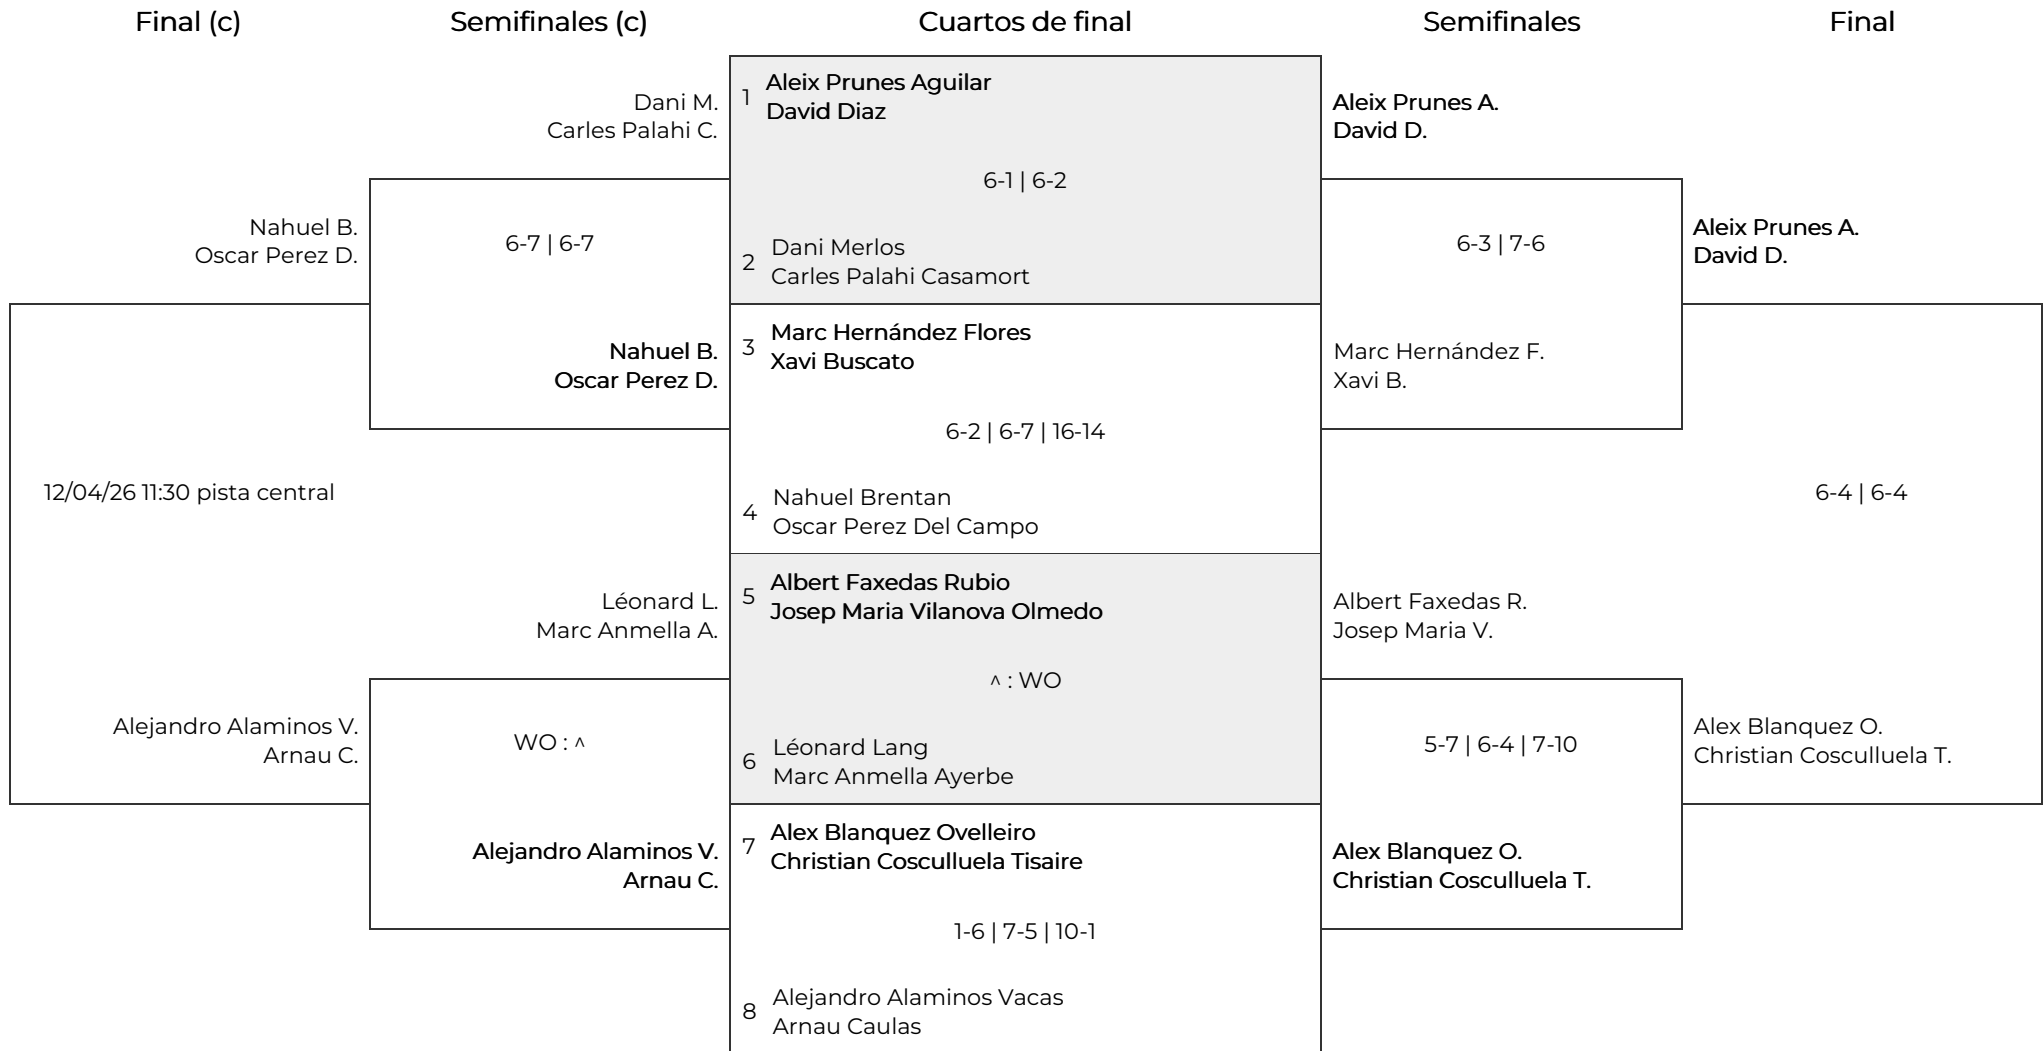 Final (c)
Semifinales (c)
Cuartos de final
Semifinales
Final
Nahuel B.
Oscar Perez D.
12/04/26 11:30 pista central
Alejandro Alaminos V.
Arnau C.
Dani M.
Carles Palahi C.
6-7 | 6-7
Nahuel B.
Oscar Perez D.
Léonard L.
Marc Anmella A.
WO : ^
Alejandro Alaminos V.
Arnau C.
1
Aleix Prunes Aguilar
David Diaz
6-1 | 6-2
2
Dani Merlos
Carles Palahi Casamort
3
Marc Hernández Flores
Xavi Buscato
6-2 | 6-7 | 16-14
4
Nahuel Brentan
Oscar Perez Del Campo
5
Albert Faxedas Rubio
Josep Maria Vilanova Olmedo
^ : WO
6
Léonard Lang
Marc Anmella Ayerbe
7
Alex Blanquez Ovelleiro
Christian Cosculluela Tisaire
1-6 | 7-5 | 10-1
8
Alejandro Alaminos Vacas
Arnau Caulas
Aleix Prunes A.
David D.
6-3 | 7-6
Marc Hernández F.
Xavi B.
Albert Faxedas R.
Josep Maria V.
5-7 | 6-4 | 7-10
Alex Blanquez O.
Christian Cosculluela T.
Aleix Prunes A.
David D.
6-4 | 6-4
Alex Blanquez O.
Christian Cosculluela T.